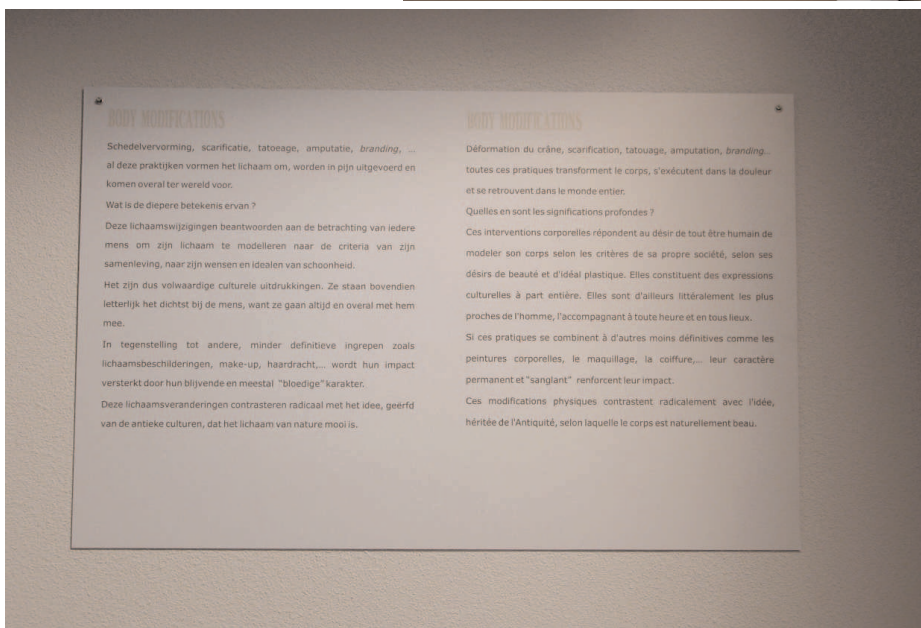 BODY MODIFICATIONS
Schedelvervorming, scarificatie, tatoeage, amputatie, branding, ...
al deze praktijken vormen het lichaam om, worden in pijn uitgevoerd en
komen overal ter wereld voor.
Wat is de diepere betekenis ervan ?
Deze lichaamswijzigingen beantwoorden aan de betrachting van iedere
mens om zijn lichaam te modelleren naar de criteria van zijn
samenleving, naar zijn wensen en idealen van schoonheid.
Het zijn dus volwaardige culturele uitdrukkingen. Ze staan bovendien
letterlijk het dichtst bij de mens, want ze gaan altijd en overal met hem
mee.
In tegenstelling tot andere, minder definitieve ingrepen zoals
lichaamsbeschilderingen, make-up, haardracht,... wordt hun impact
versterkt door hun blijvende en meestal "bloedige" karakter.
Deze lichaamsveranderingen contrasteren radicaal met het idee, geërfd
van de antieke culturen, dat het lichaam van nature mooi is.
BODY MODIFICATIONS
Déformation du crâne, scarification, tatouage, amputation, branding...
toutes ces pratiques transforment le corps, s'exécutent dans la douleur
et se retrouvent dans le monde entier.
Quelles en sont les significations profondes ?
Ces interventions corporelles répondent au désir de tout être humain de
modeler son corps selon les critères de sa propre société, selon ses
désirs de beauté et d'idéal plastique. Elles constituent des expressions
culturelles à part entière. Elles sont d'ailleurs littéralement les plus
proches de l'homme, l'accompagnant à toute heure et en tous lieux.
Si ces pratiques se combinent à d'autres moins définitives comme les
peintures corporelles, le maquillage, la coiffure,... leur caractère
permanent et "sanglant" renforcent leur impact.
Ces modifications physiques contrastent radicalement avec l'idée,
héritée de l'Antiquité, selon laquelle le corps est naturellement beau.